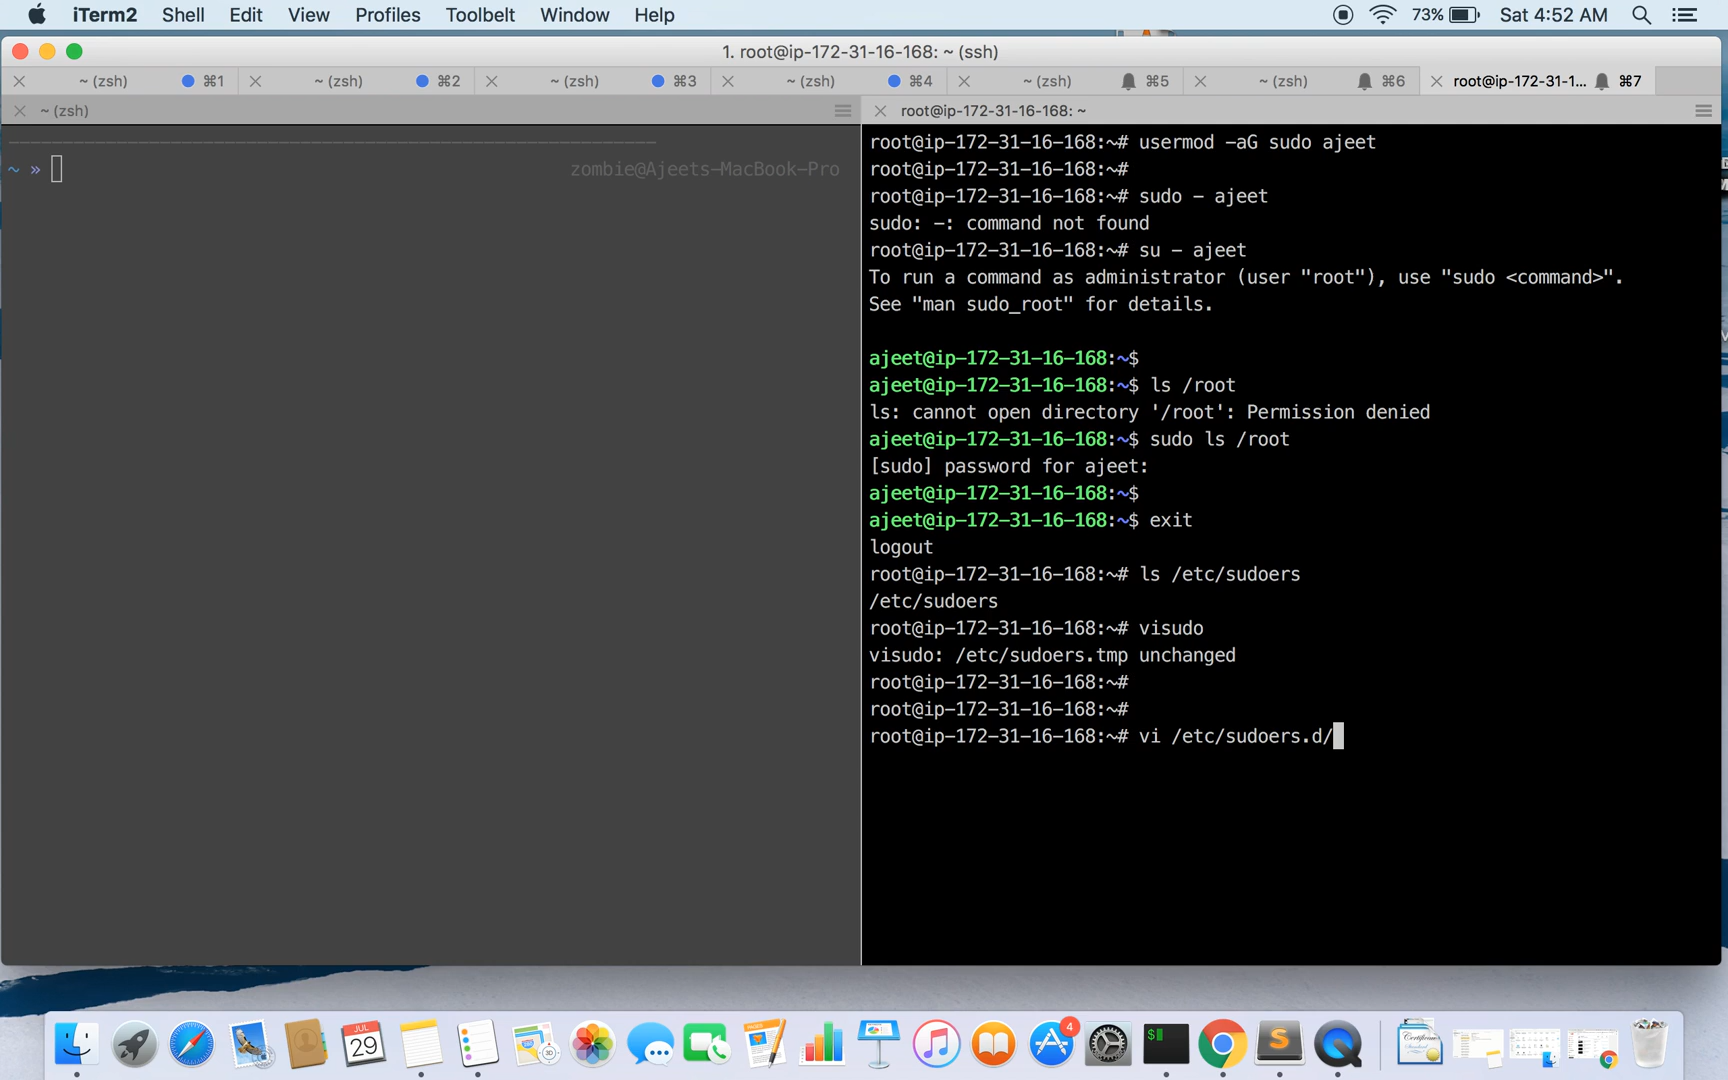 iTerm2 Shell Edit View Profiles Toolbelt Window Help 73% Sat 4:52 AM
1. root@ip-172-31-16-168: ~ (ssh)
~ (zsh) ⌘1 ~ (zsh) ⌘2 ~ (zsh) ⌘3 ~ (zsh) ⌘4 ~ (zsh) ⌘5 ~ (zsh) ⌘6 root@ip-172-31-1... ⌘7
~ (zsh)
root@ip-172-31-16-168: ~
~ »
zombie@Ajeets-MacBook-Pro
root@ip-172-31-16-168:~# usermod -aG sudo ajeet
root@ip-172-31-16-168:~#
root@ip-172-31-16-168:~# sudo - ajeet
sudo: -: command not found
root@ip-172-31-16-168:~# su - ajeet
To run a command as administrator (user "root"), use "sudo <command>".
See "man sudo_root" for details.
ajeet@ip-172-31-16-168:~$
ajeet@ip-172-31-16-168:~$ ls /root
ls: cannot open directory '/root': Permission denied
ajeet@ip-172-31-16-168:~$ sudo ls /root
[sudo] password for ajeet:
ajeet@ip-172-31-16-168:~$
ajeet@ip-172-31-16-168:~$ exit
logout
root@ip-172-31-16-168:~# ls /etc/sudoers
/etc/sudoers
root@ip-172-31-16-168:~# visudo
visudo: /etc/sudoers.tmp unchanged
root@ip-172-31-16-168:~#
root@ip-172-31-16-168:~#
root@ip-172-31-16-168:~# vi /etc/sudoers.d/
JUL
29
4